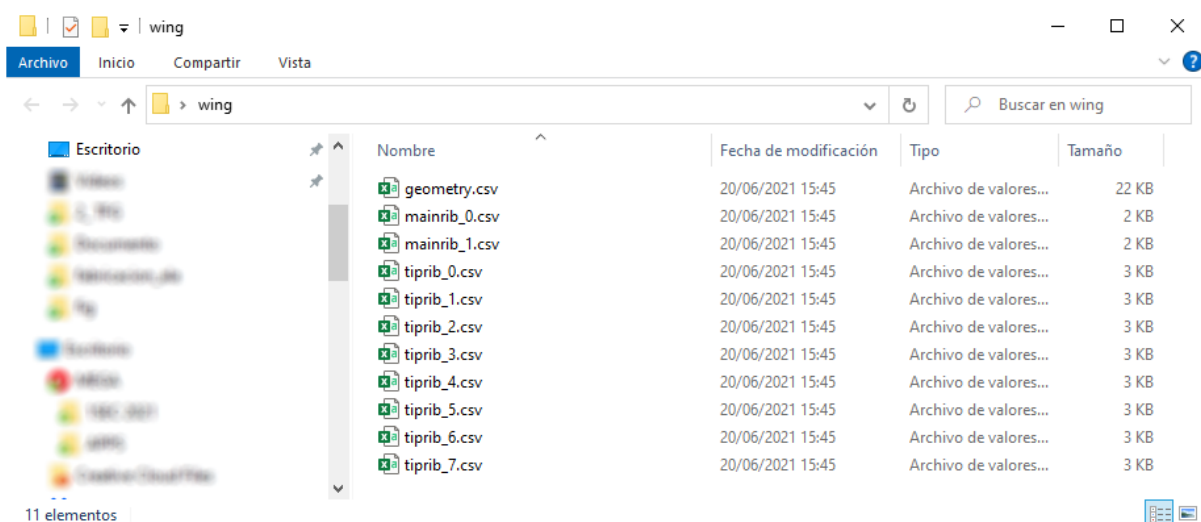 wing
Archivo Inicio Compartir Vista
wing Buscar en wing
Escritorio
Nombre Fecha de modificación Tipo Tamaño
geometry.csv 20/06/2021 15:45 Archivo de valores... 22 KB
mainrib_0.csv 20/06/2021 15:45 Archivo de valores... 2 KB
mainrib_1.csv 20/06/2021 15:45 Archivo de valores... 2 KB
tiprib_0.csv 20/06/2021 15:45 Archivo de valores... 3 KB
tiprib_1.csv 20/06/2021 15:45 Archivo de valores... 3 KB
tiprib_2.csv 20/06/2021 15:45 Archivo de valores... 3 KB
tiprib_3.csv 20/06/2021 15:45 Archivo de valores... 3 KB
tiprib_4.csv 20/06/2021 15:45 Archivo de valores... 3 KB
tiprib_5.csv 20/06/2021 15:45 Archivo de valores... 3 KB
tiprib_6.csv 20/06/2021 15:45 Archivo de valores... 3 KB
tiprib_7.csv 20/06/2021 15:45 Archivo de valores... 3 KB
11 elementos